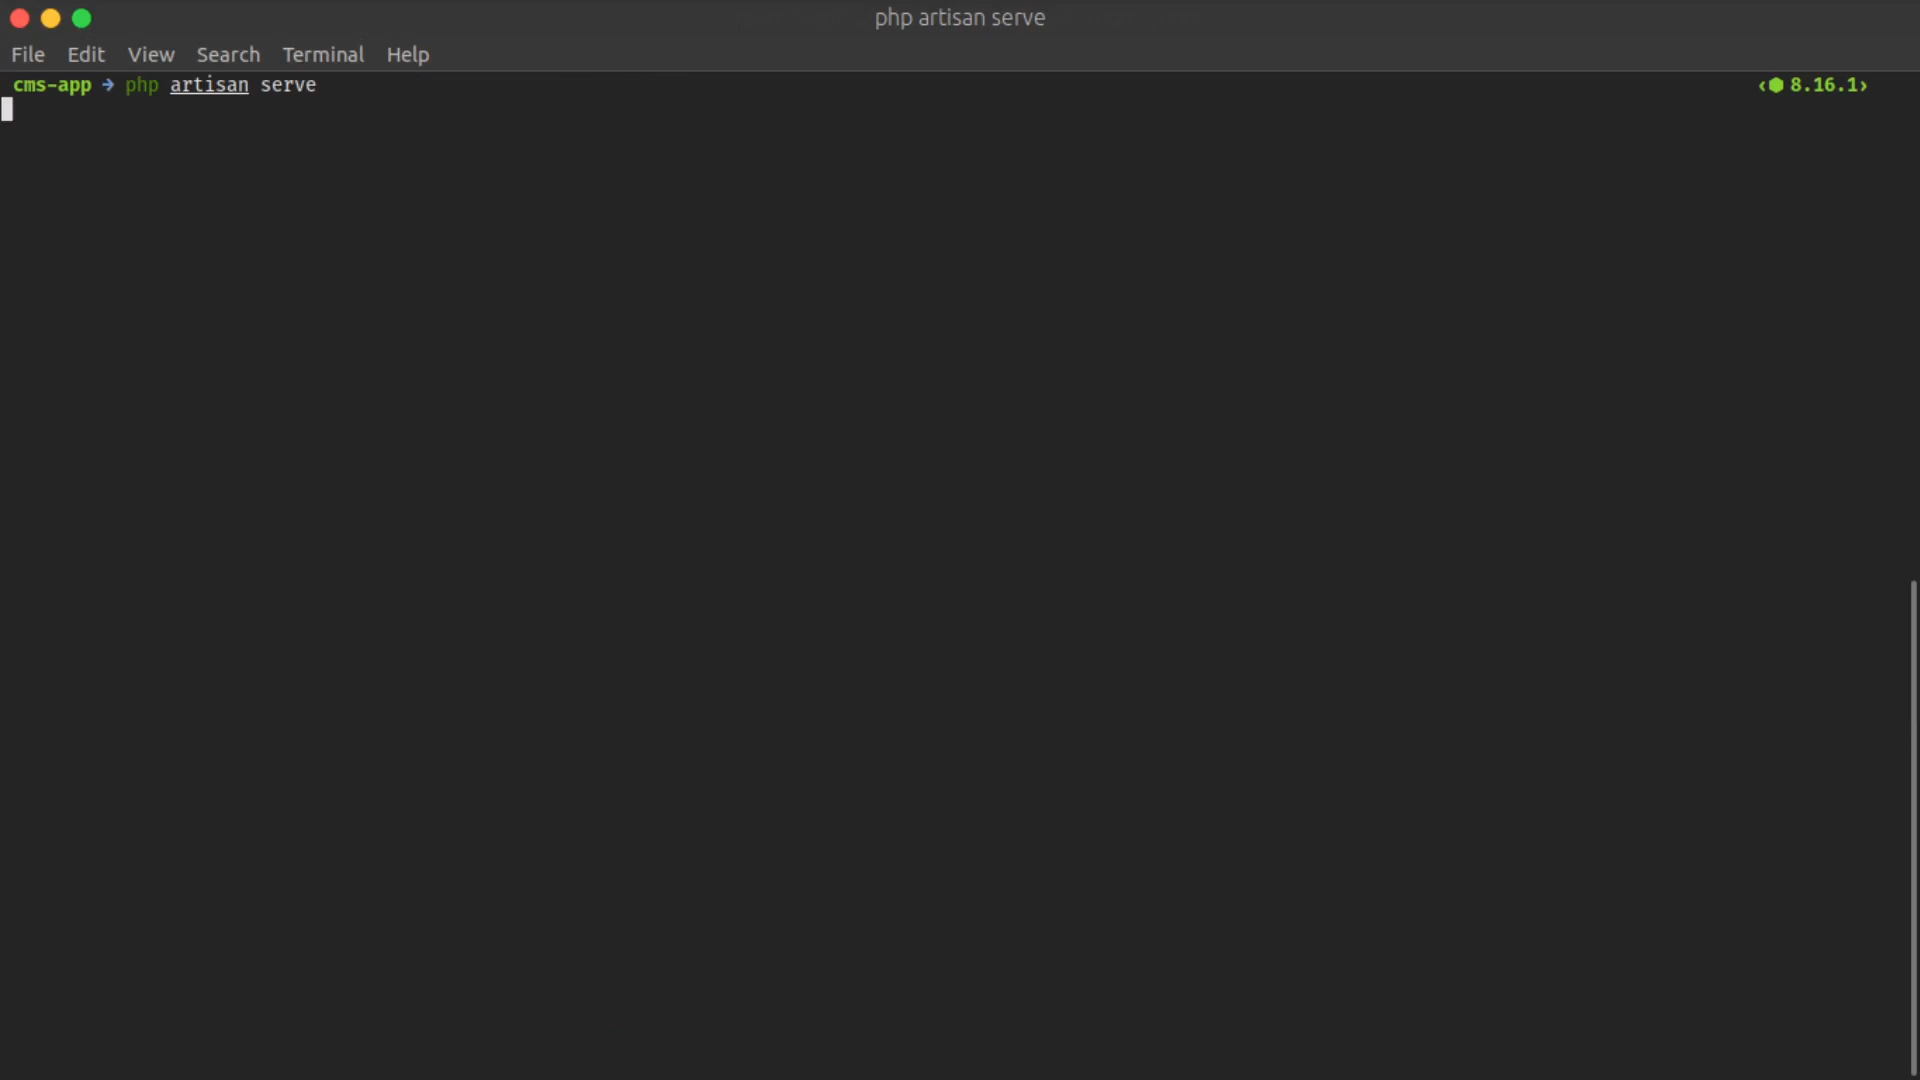 php artisan serve
File Edit View Search Terminal Help
cms-app ➜ php artisan serve ‹⬢ 8.16.1›